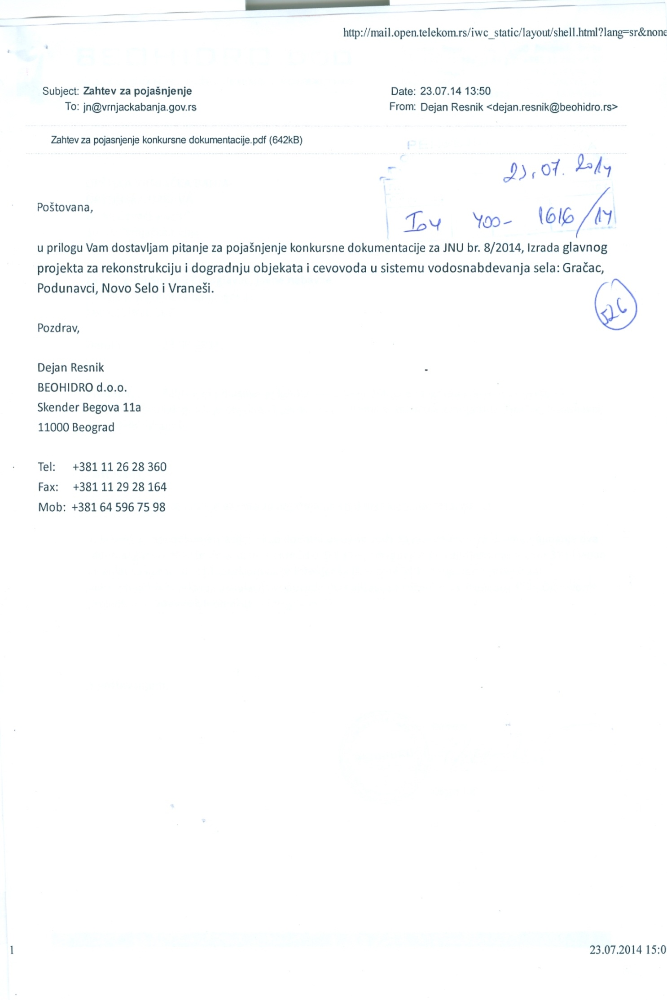 http://mail.open.telekom.rs/iwc_static/layout/shell.html?lang=sr&none
Subject: Zahtev za pojašnjenje
Date: 23.07.14 13:50
To: jn@vrnjackabanja.gov.rs
From: Dejan Resnik <dejan.resnik@beohidro.rs>
Zahtev za pojasnjenje konkursne dokumentacije.pdf (642kB)
23.07.2014
Poštovana,
400-1616/14
u prilogu Vam dostavljam pitanje za pojašnjenje konkursne dokumentacije za JNU br. 8/2014, Izrada glavnog
projekta za rekonstrukciju i dogradnju objekata i cevovoda u sistemu vodosnabdevanja sela: Gračac,
Podunavci, Novo Selo i Vraneši.
526
Pozdrav,
Dejan Resnik
BEOHIDRO d.o.o.
Skender Begova 11a
11000 Beograd
Tel: +381 11 26 28 360
Fax: +381 11 29 28 164
Mob: +381 64 596 75 98
1
23.07.2014 15:0